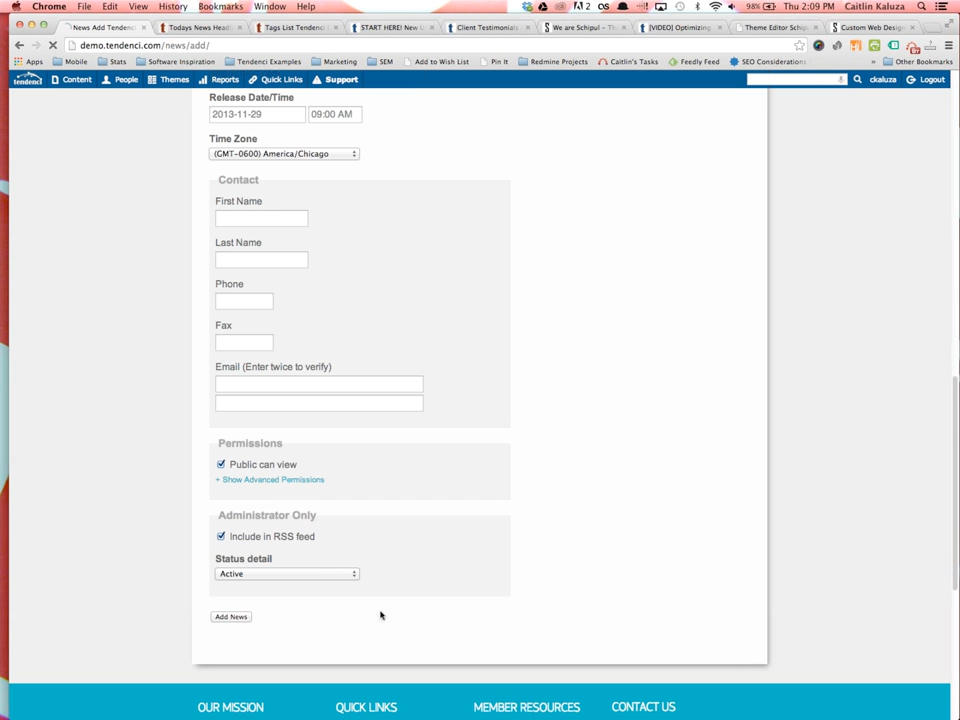 Chrome File Edit View History Bookmarks Window Help 2 OS 98% Thu 2:09 PM Caitlin Kaluza
News Add Tendenci Todays News Head Tags List Tendenci START HERE! New U Client Testimonials We are Schipul – Th [VIDEO] Optimizing Theme Editor Schip Custom Web Design
demo.tendenci.com/news/add/
Apps Mobile Stats Software Inspiration Tendenci Examples Marketing SEM Add to Wish List Pin It Redmine Projects Caitlin's Tasks Feedly Feed SEO Considerations » Other Bookmarks
tendenci Content People Themes Reports Quick Links Support ckaluza Logout
Release Date/Time
2013-11-29 09:00 AM
Time Zone
(GMT-0600) America/Chicago
Contact
First Name
Last Name
Phone
Fax
Email (Enter twice to verify)
Permissions
Public can view
+ Show Advanced Permissions
Administrator Only
Include in RSS feed
Status detail
Active
Add News
OUR MISSION QUICK LINKS MEMBER RESOURCES CONTACT US